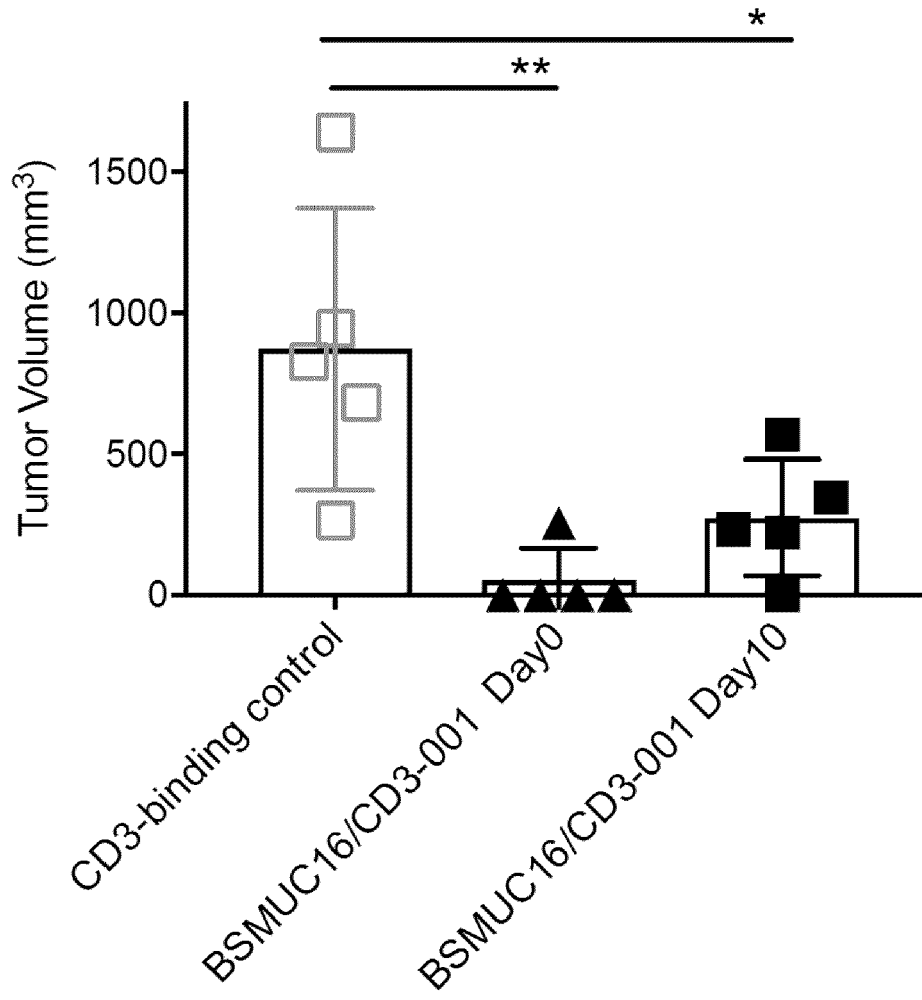 *
**
Tumor Volume (mm³)
1500
1000
500
0
CD3-binding control
BSMUC16/CD3-001 Day0
BSMUC16/CD3-001 Day10